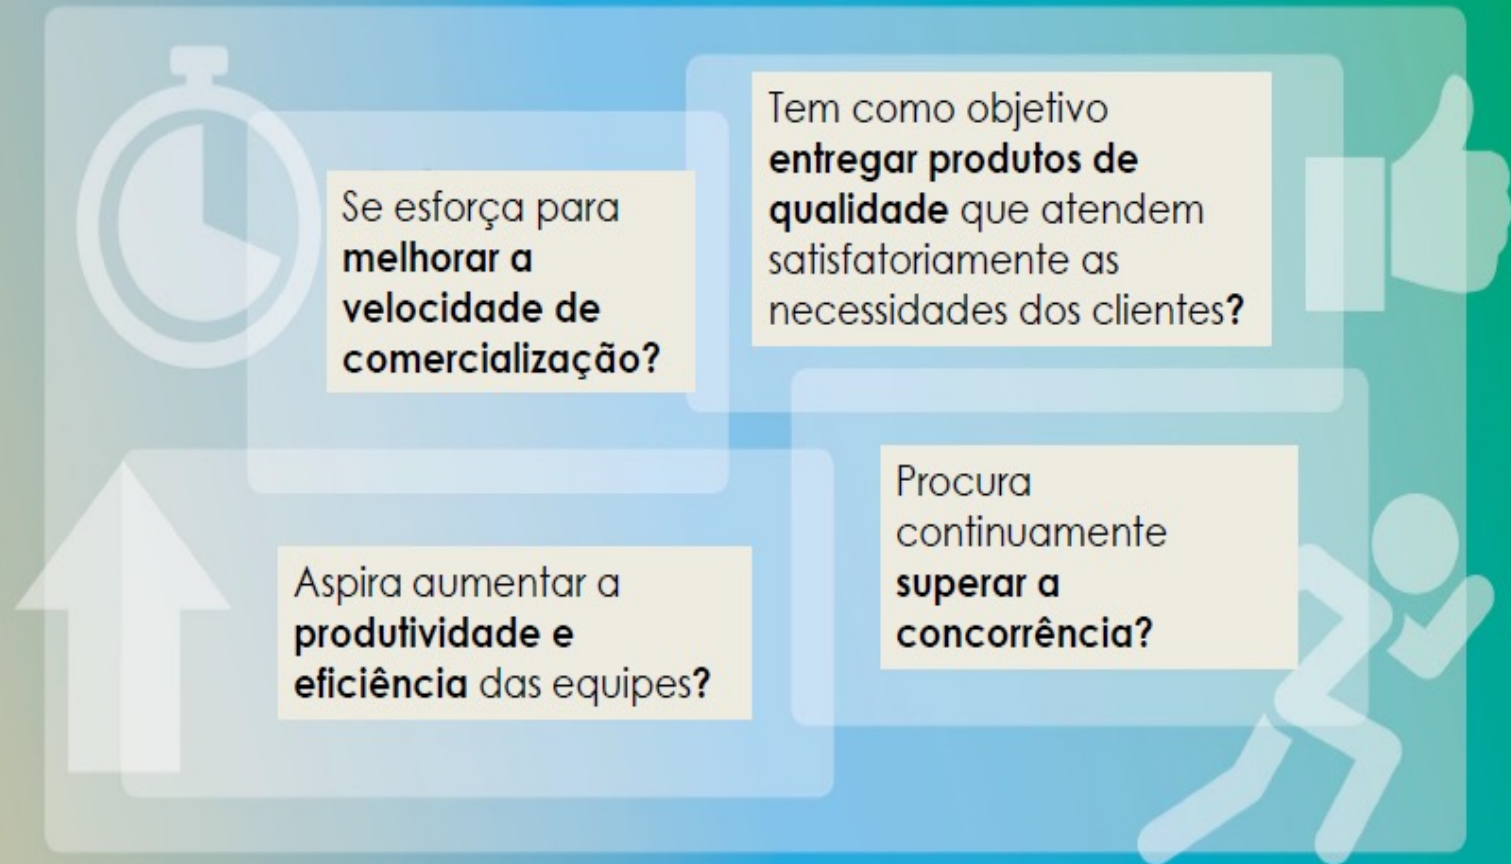 Se esforça para
melhorar a
velocidade de
comercialização?
Tem como objetivo
entregar produtos de
qualidade que atendem
satisfatoriamente as
necessidades dos clientes?
Aspira aumentar a
produtividade e
eficiência das equipes?
Procura
continuamente
superar a
concorrência?